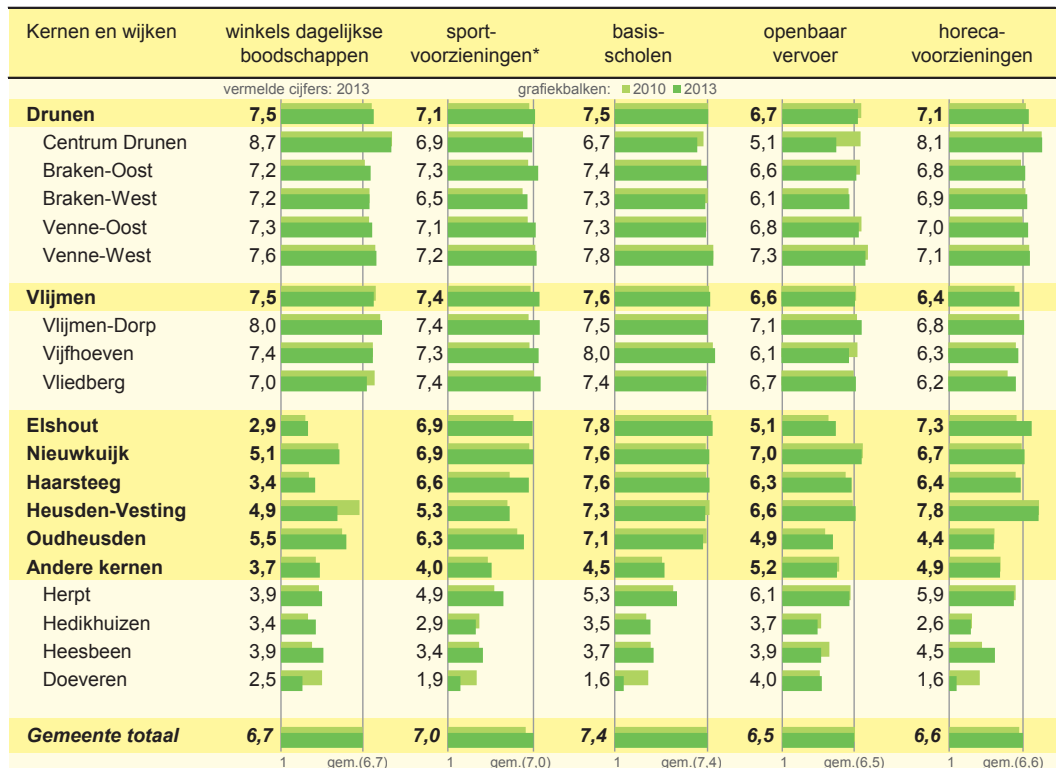 Kernen en wijken winkels dagelijkse boodschappen sport-voorzieningen* basis-scholen openbaar vervoer horeca-voorzieningen
vermelde cijfers: 2013 grafiekbalken: 2010 2013
Drunen 7,5 7,1 7,5 6,7 7,1
Centrum Drunen 8,7 6,9 6,7 5,1 8,1
Braken-Oost 7,2 7,3 7,4 6,6 6,8
Braken-West 7,2 6,5 7,3 6,1 6,9
Venne-Oost 7,3 7,1 7,3 6,8 7,0
Venne-West 7,6 7,2 7,8 7,3 7,1
Vlijmen 7,5 7,4 7,6 6,6 6,4
Vlijmen-Dorp 8,0 7,4 7,5 7,1 6,8
Vijfhoeven 7,4 7,3 8,0 6,1 6,3
Vliedberg 7,0 7,4 7,4 6,7 6,2
Elshout 2,9 6,9 7,8 5,1 7,3
Nieuwkuijk 5,1 6,9 7,6 7,0 6,7
Haarsteeg 3,4 6,6 7,6 6,3 6,4
Heusden-Vesting 4,9 5,3 7,3 6,6 7,8
Oudheusden 5,5 6,3 7,1 4,9 4,4
Andere kernen 3,7 4,0 4,5 5,2 4,9
Herpt 3,9 4,9 5,3 6,1 5,9
Hedikhuizen 3,4 2,9 3,5 3,7 2,6
Heesbeen 3,9 3,4 3,7 3,9 4,5
Doeveren 2,5 1,9 1,6 4,0 1,6
Gemeente totaal 6,7 7,0 7,4 6,5 6,6
1 gem.(6,7) 1 gem.(7,0) 1 gem.(7,4) 1 gem.(6,5) 1 gem.(6,6)